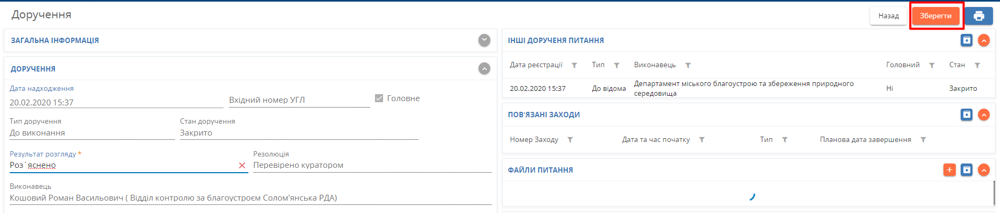 Доручення
Назад
Зберегти
ЗАГАЛЬНА ІНФОРМАЦІЯ
ДОРУЧЕННЯ
Дата надходження
20.02.2020 15:37
Вхідний номер УГЛ
Головне
Тип доручення
До виконання
Стан доручення
Закрито
Результат розгляду *
Роз`яснено
Резолюція
Перевірено куратором
Виконавець
Кошовий Роман Васильович ( Відділ контролю за благоустроєм Солом'янська РДА)
ІНШІ ДОРУЧЕНЯ ПИТАННЯ
Дата реєстрації Тип Виконавець Головний Стан
20.02.2020 15:37 До відома Департамент міського благоустрою та збереження природного Ні Закрито
середовища
ПОВ'ЯЗАНІ ЗАХОДИ
Номер Заходу Дата та час початку Тип Планова дата завершення
ФАЙЛИ ПИТАННЯ